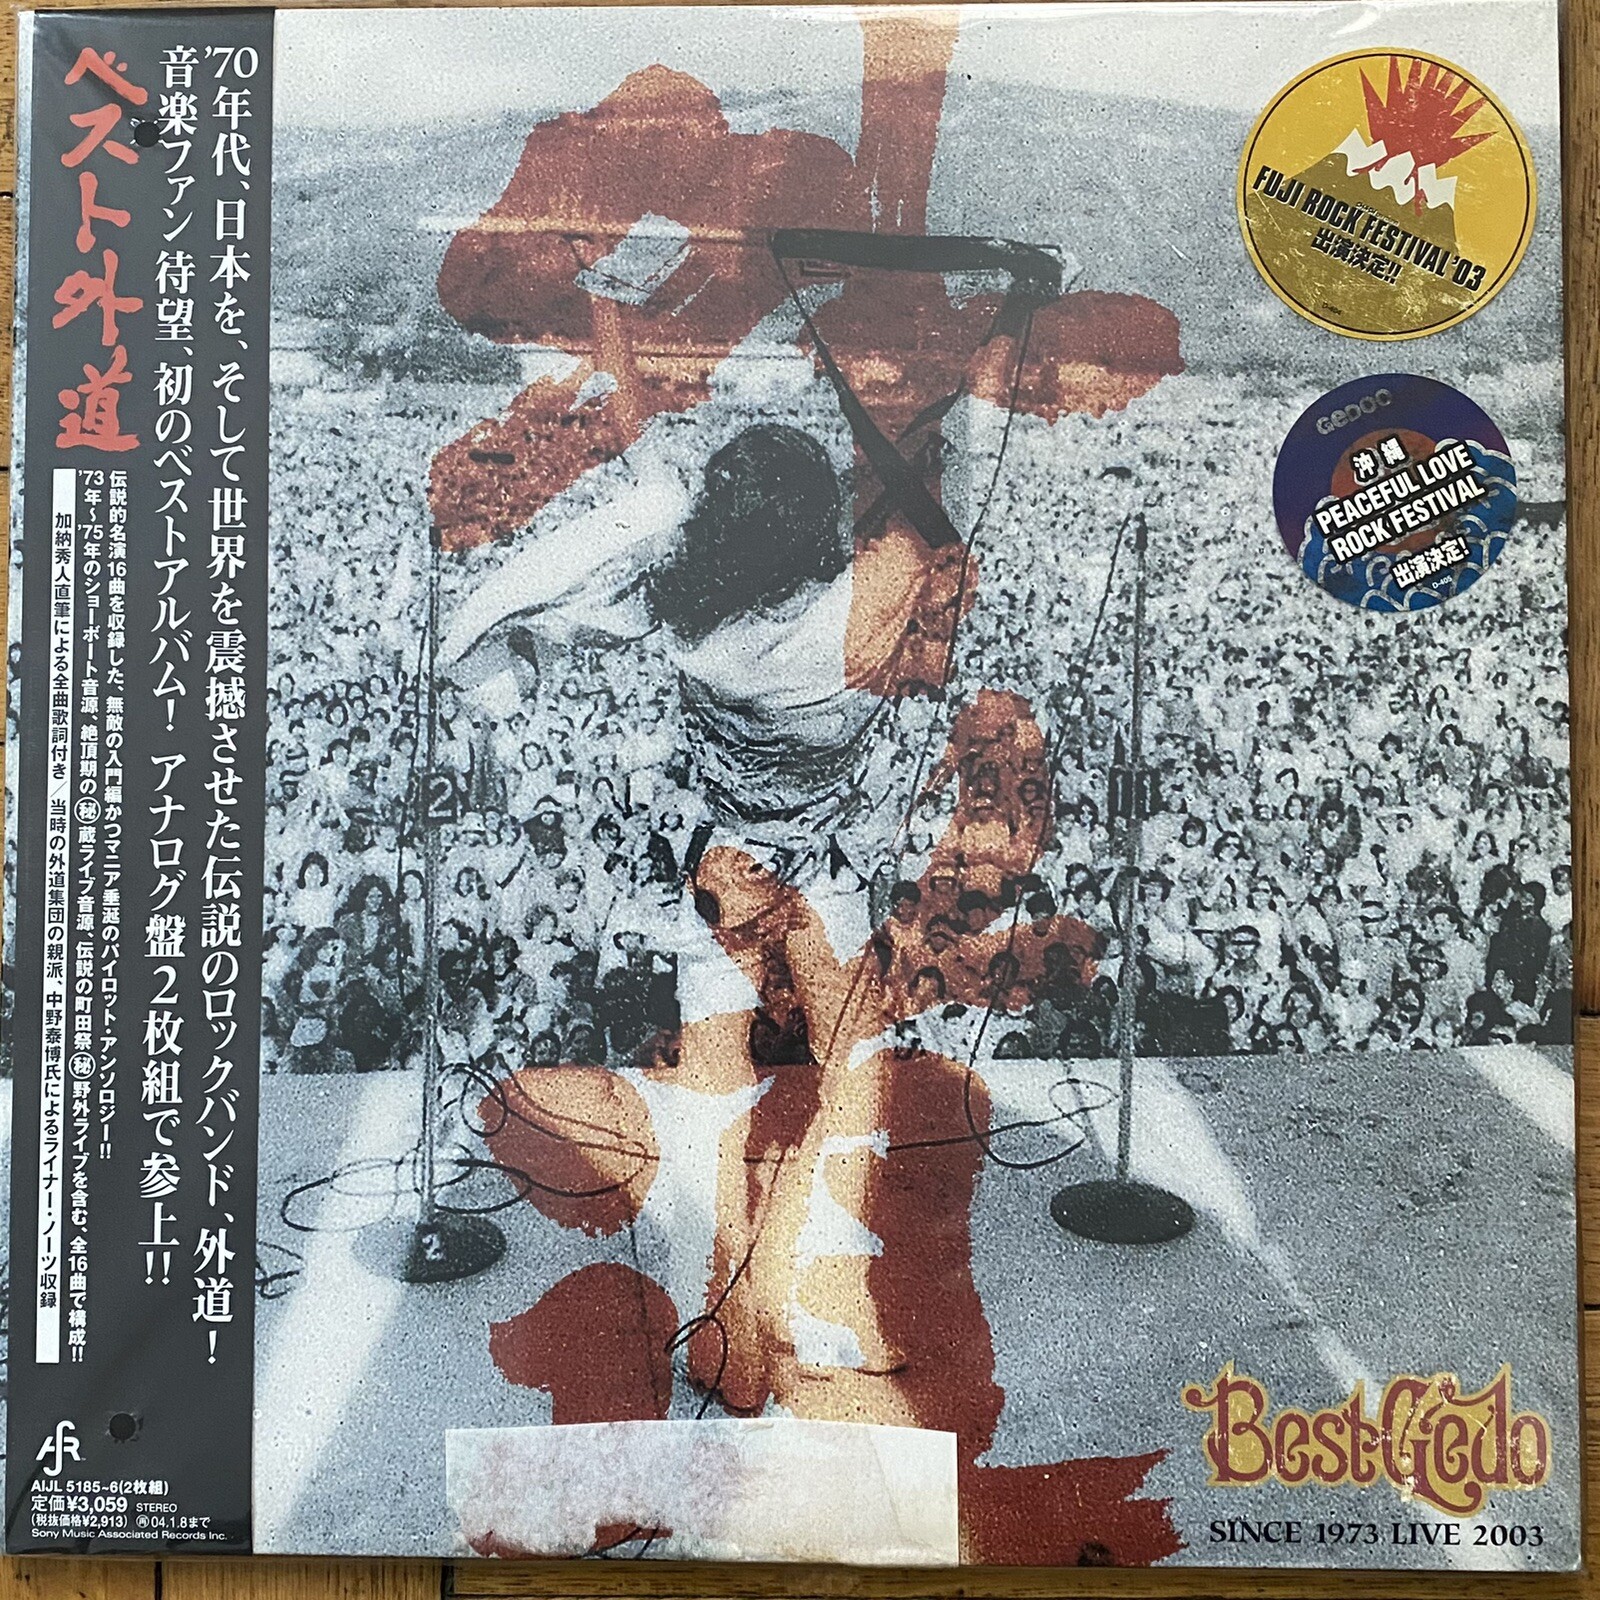 ベスト外道
'70年代、日本を、そして世界を震撼させた伝説のロックバンド、外道!
音楽ファン待望、初のベストアルバム! アナログ盤2枚組で参上!!
伝説的名演16曲を収録した、無敵の入門編かつマニア垂涎のパイロット・アンソロジー!!
'73年〜'75年のショーボート音源、絶頂期の㊙蔵ライブ音源、伝説の町田祭㊙野外ライブを含む、全16曲で構成!!
加納秀人直筆による全曲歌詞付き/当時の外道集団の親派、中野泰博氏によるライナー・ノーツ収録
AJR
AIJL 5185~6(2枚組)
定価¥3,059 STEREO
(税抜価格¥2,913) 再04.1.8まで
Sony Music Associated Records Inc.
FUJI ROCK FESTIVAL '03
出演決定!!
D-404
GEDOO
沖縄
PEACEFUL LOVE
ROCK FESTIVAL
出演決定!
D-405
2
2
Best Gedo
SINCE 1973 LIVE 2003